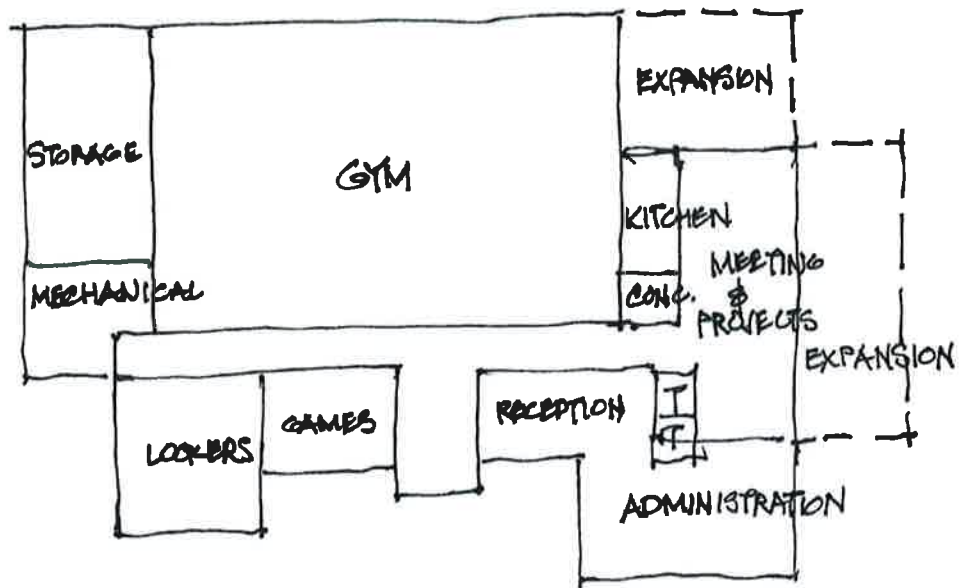 EXPANSION
STORAGE
GYM
KITCHEN
MECHANICAL
CONC.
MEETING
&
PROJECTS
EXPANSION
LOCKERS
GAMES
RECEPTION
T
T
ADMINISTRATION